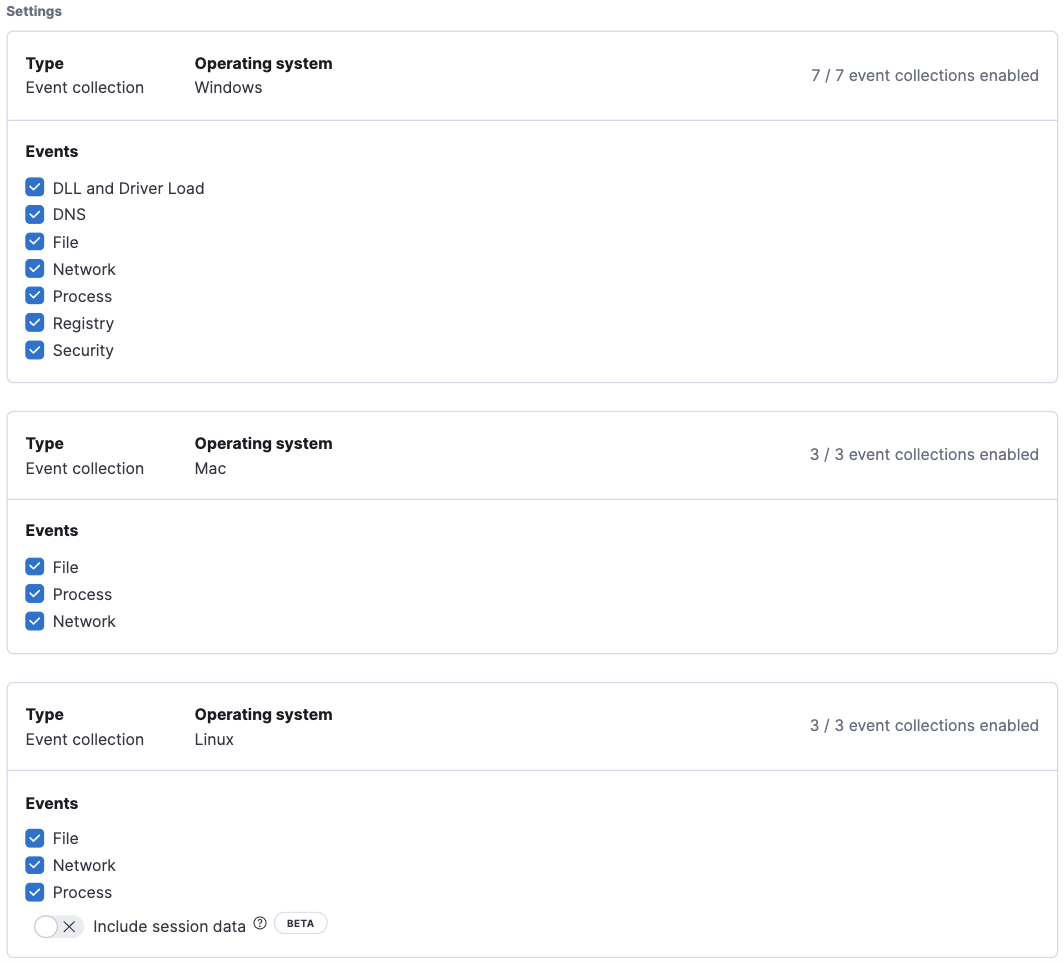 Settings
Type Operating system
Event collection Windows
7 / 7 event collections enabled
Events
DLL and Driver Load
DNS
File
Network
Process
Registry
Security
Type Operating system
Event collection Mac
3 / 3 event collections enabled
Events
File
Process
Network
Type Operating system
Event collection Linux
3 / 3 event collections enabled
Events
File
Network
Process
Include session data ? BETA